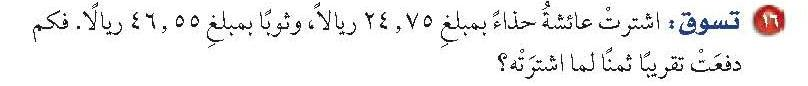 ١٦ تسوق: اشترتْ عائشةُ حذاءً بمبلغِ ٢٤,٧٥ ريالاً، وثوبًا بمبلغِ ٤٦,٥٥ ريالًا. فكم
دفعَتْ تقريبًا ثمنًا لما اشترَتْه؟